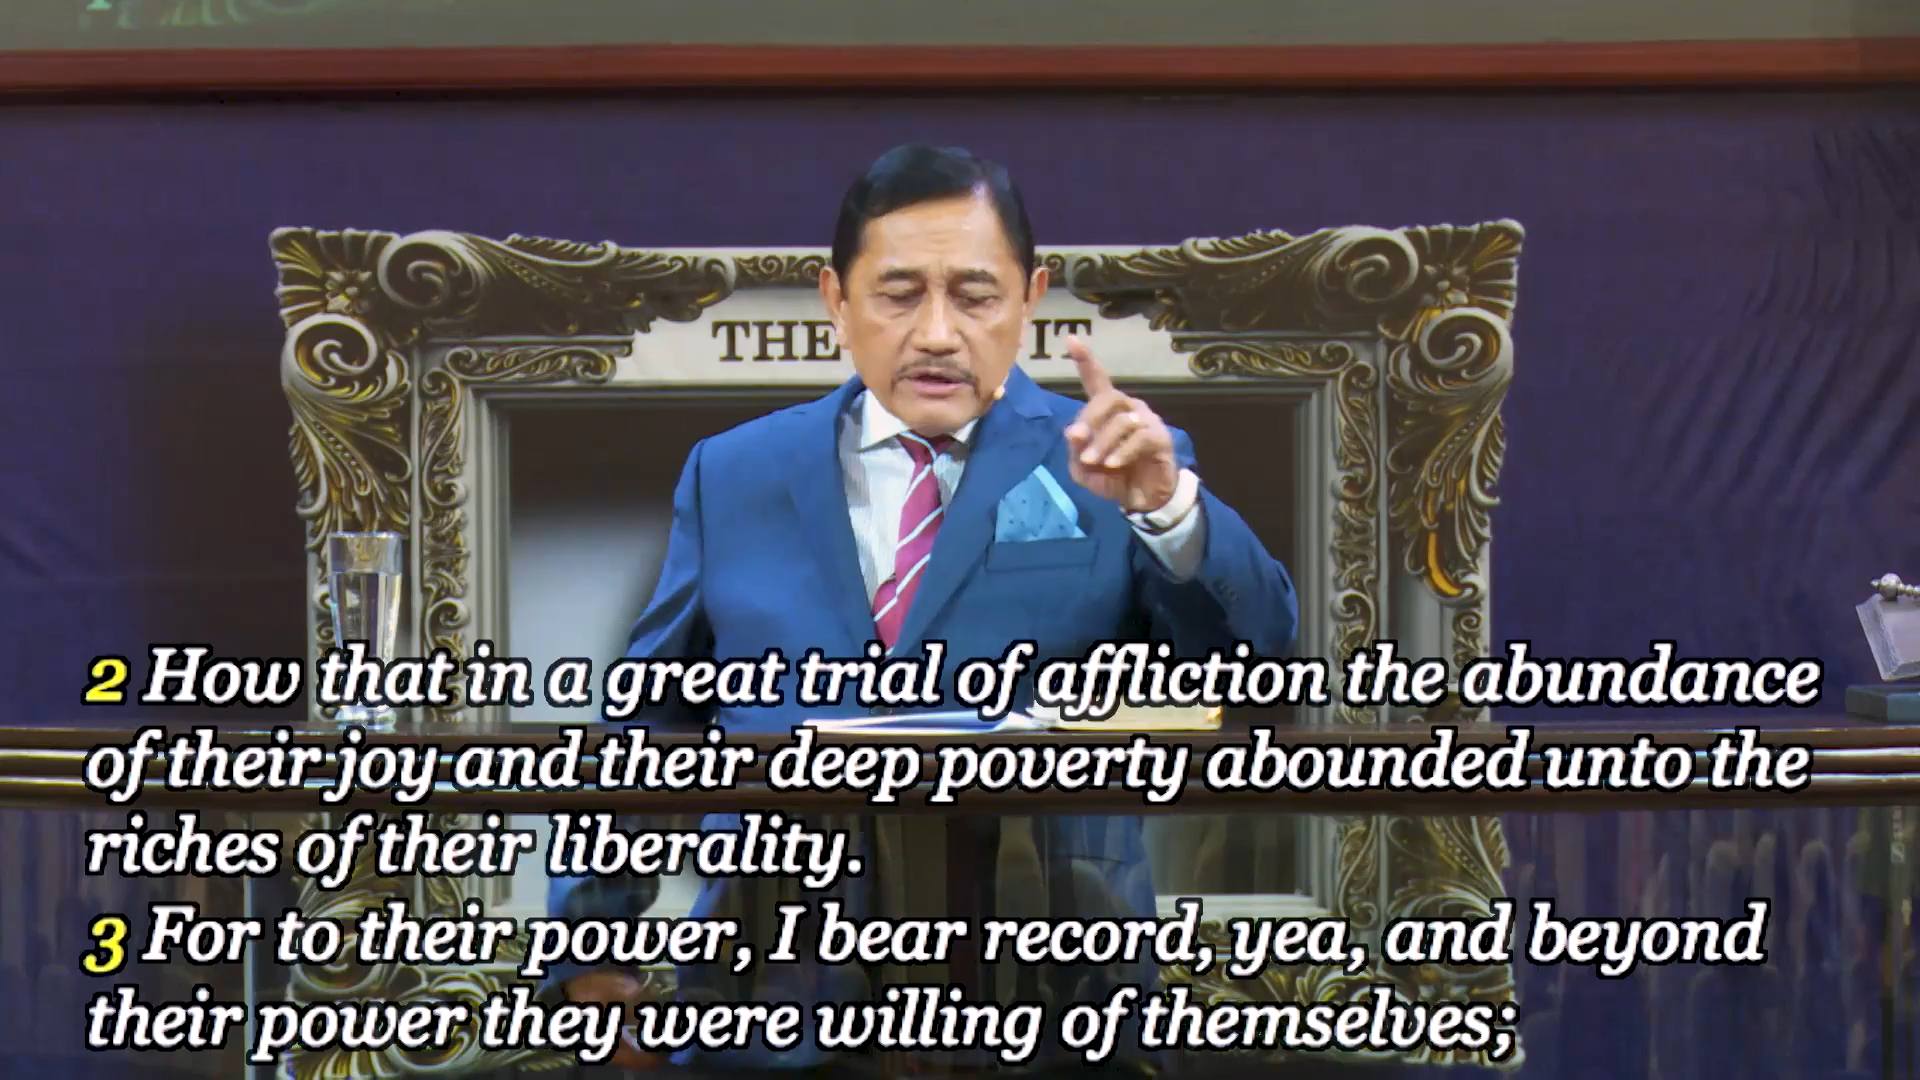 THE IT
2 How that in a great trial of affliction the abundance
of their joy and their deep poverty abounded unto the
riches of their liberality.
3 For to their power, I bear record, yea, and beyond
their power they were willing of themselves;